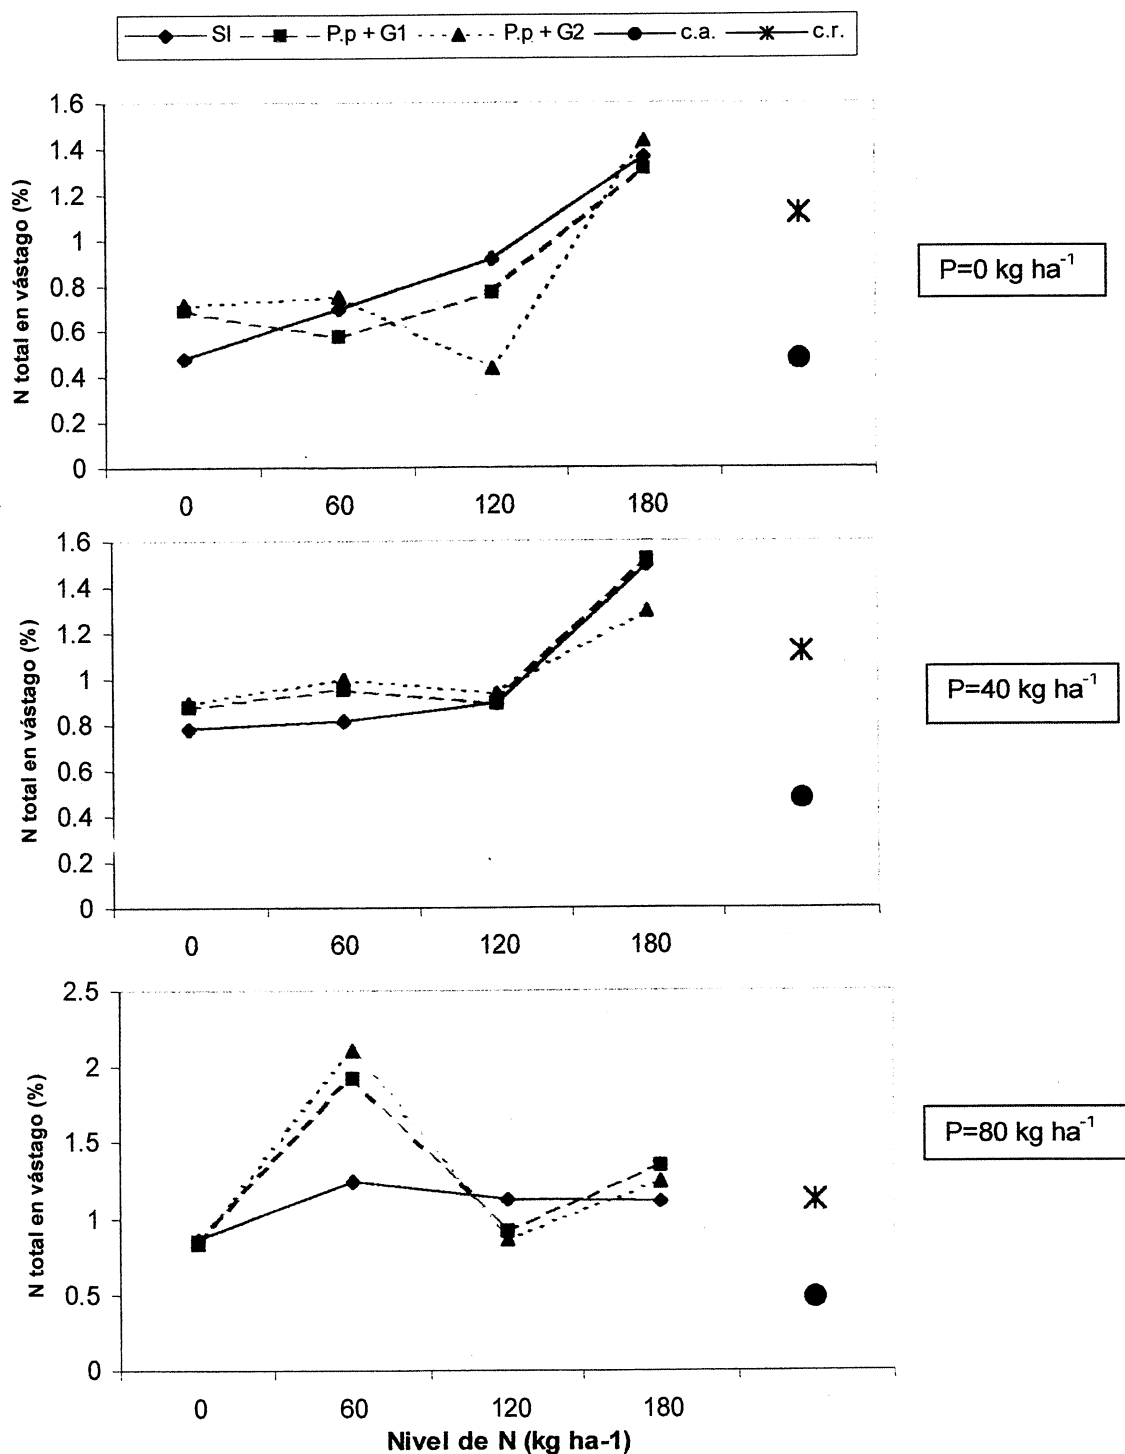 SI P.p + G1 P.p + G2 c.a. c.r.
1.6
1.4
1.2
1
0.8
0.6
0.4
0.2
0
N total en vástago (%)
0 60 120 180
P=0 kg ha-1
1.6
1.4
1.2
1
0.8
0.6
0.4
0.2
0
N total en vástago (%)
0 60 120 180
P=40 kg ha-1
2.5
2
1.5
1
0.5
0
N total en vástago (%)
0 60 120 180
P=80 kg ha-1
Nivel de N (kg ha-1)